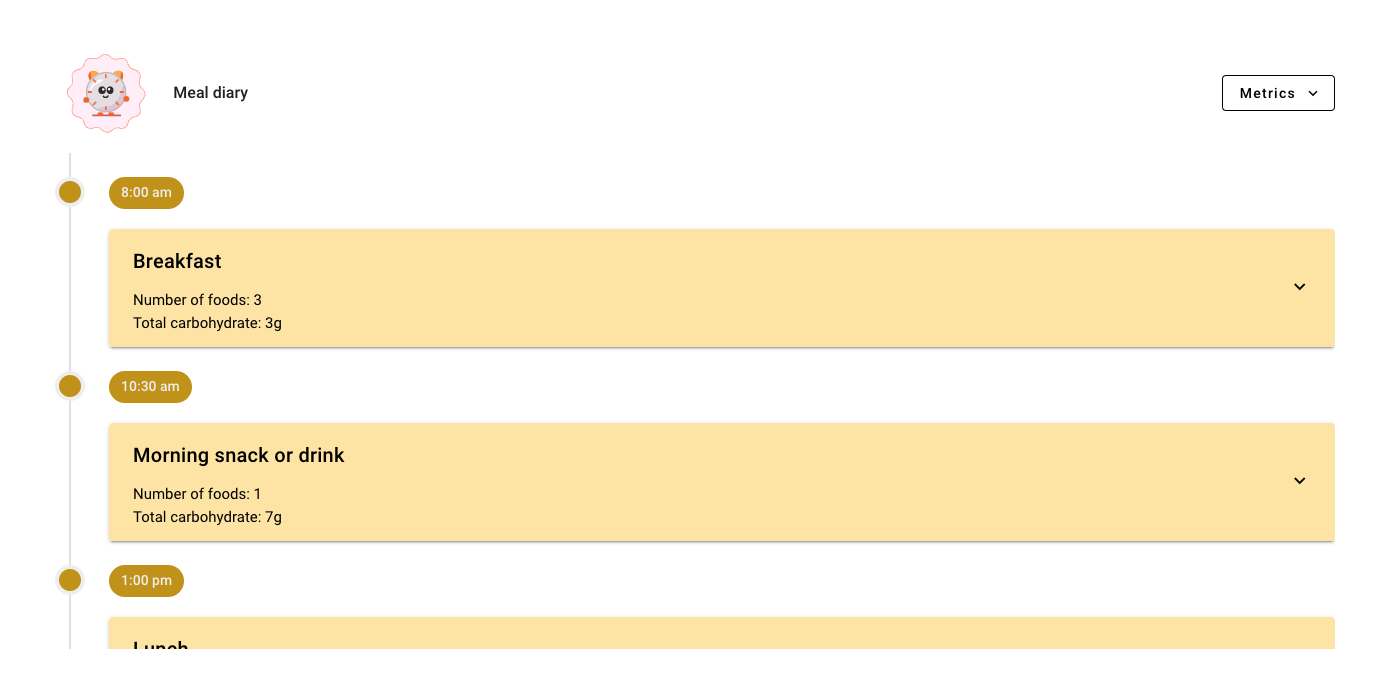 Meal diary
Metrics
8:00 am
Breakfast
Number of foods: 3
Total carbohydrate: 3g
10:30 am
Morning snack or drink
Number of foods: 1
Total carbohydrate: 7g
1:00 pm
Lunch